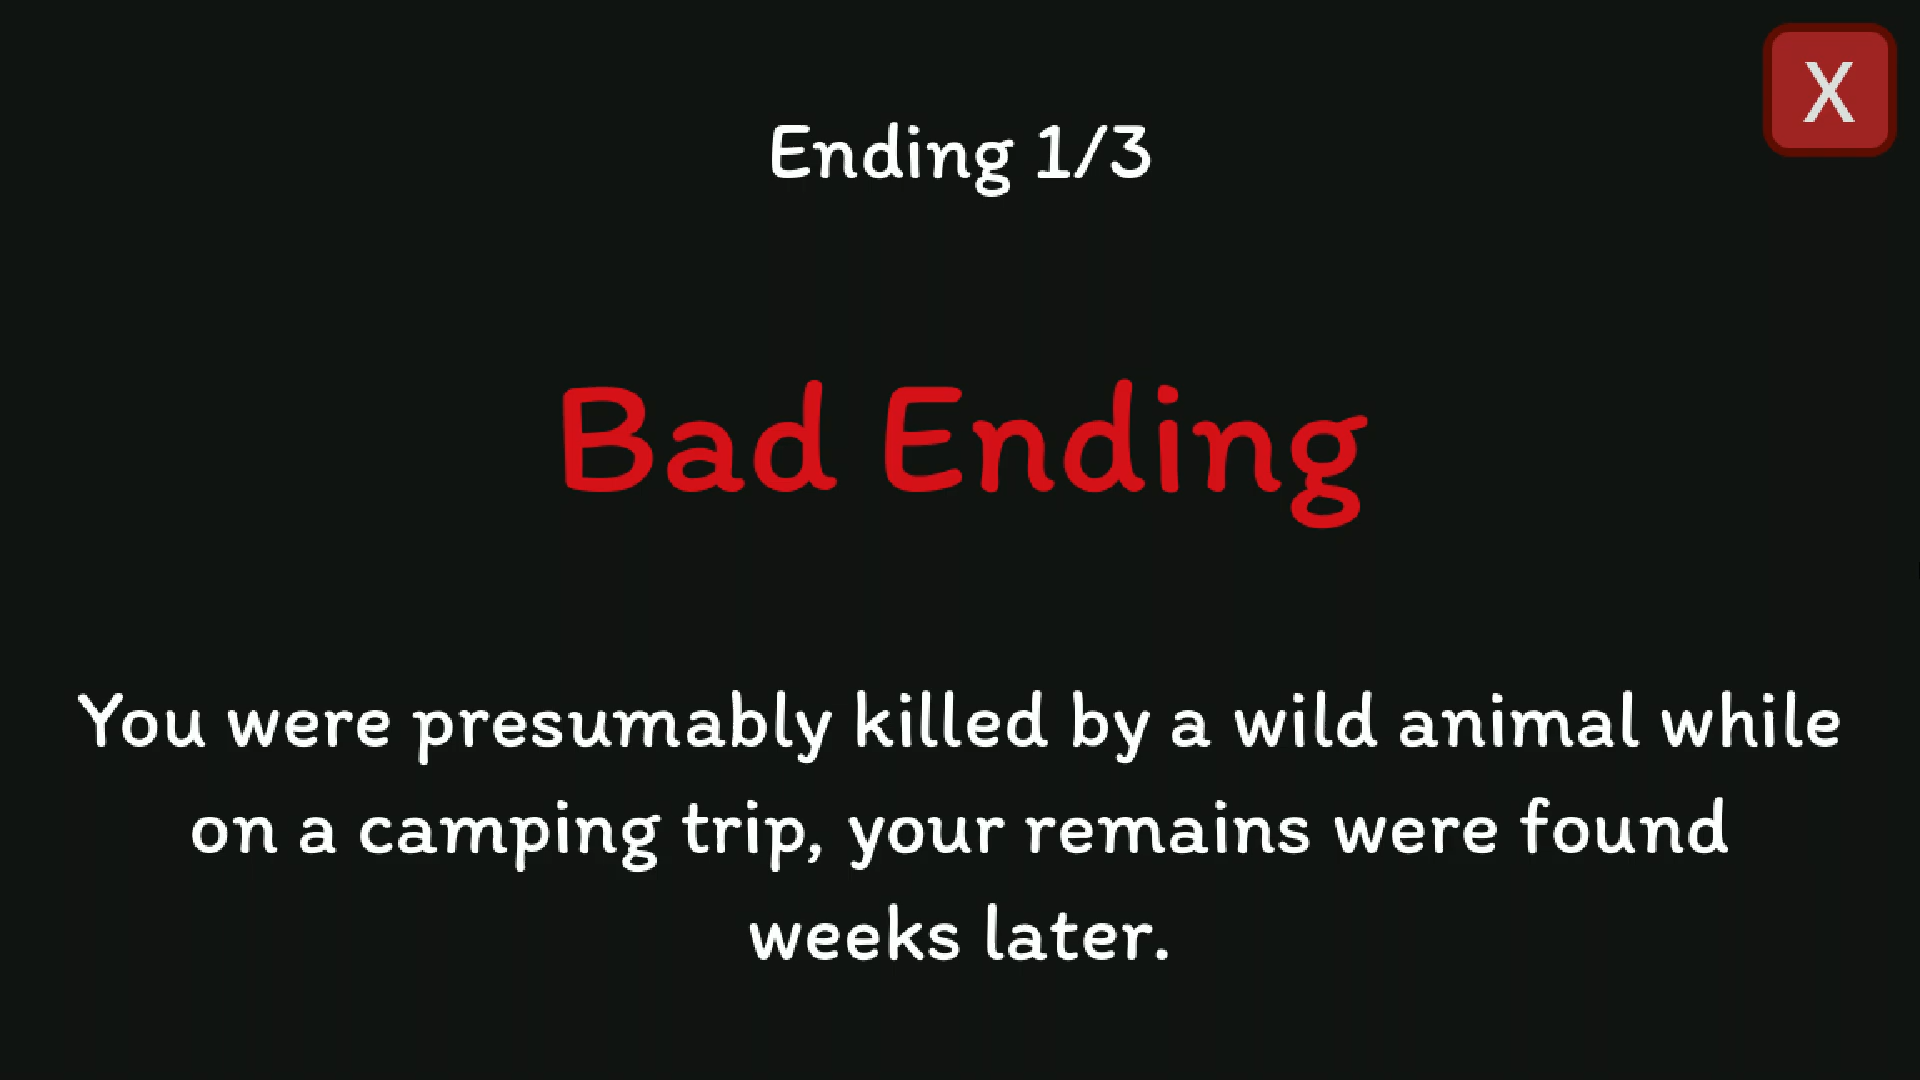 X
Ending 1/3
Bad Ending
You were presumably killed by a wild animal while
on a camping trip, your remains were found
weeks later.